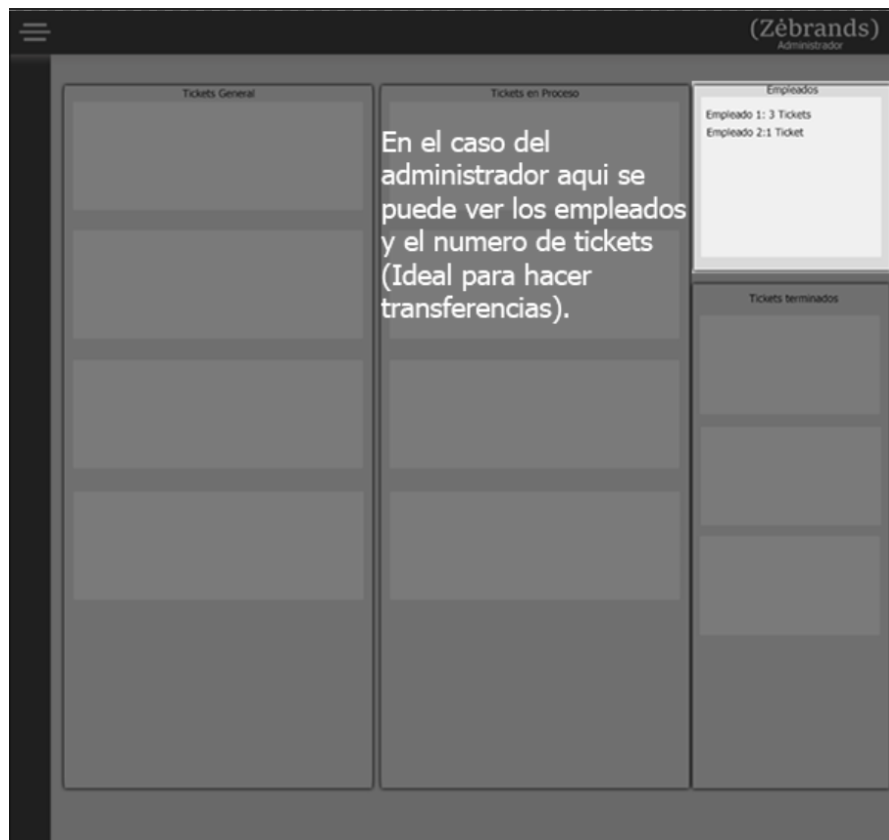 (Zėbrands)
Administrador
Tickets General
Tickets en Proceso
Empleados
Empleado 1: 3 Tickets
Empleado 2:1 Ticket
En el caso del
administrador aqui se
puede ver los empleados
y el numero de tickets
(Ideal para hacer
transferencias).
Tickets terminados